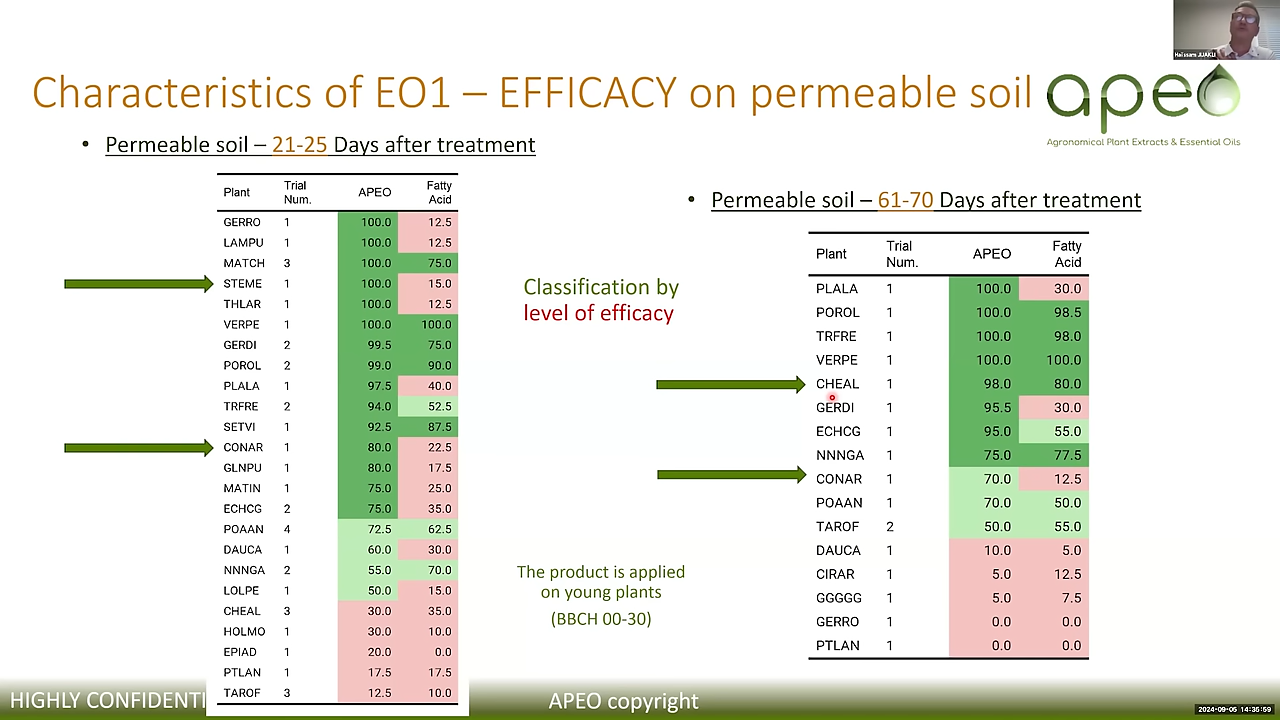 Haissam JIJAKLI
Characteristics of EO1 – EFFICACY on permeable soil
apeo
Agronomical Plant Extracts & Essential Oils
• Permeable soil – 21-25 Days after treatment
Plant Trial Num. APEO Fatty Acid
GERRO 1 100.0 12.5
LAMPU 1 100.0 12.5
MATCH 3 100.0 75.0
STEME 1 100.0 15.0
THLAR 1 100.0 12.5
VERPE 1 100.0 100.0
GERDI 2 99.5 75.0
POROL 2 99.0 90.0
PLALA 1 97.5 40.0
TRFRE 2 94.0 52.5
SETVI 1 92.5 87.5
CONAR 1 80.0 22.5
GLNPU 1 80.0 17.5
MATIN 1 75.0 25.0
ECHCG 2 75.0 35.0
POAAN 4 72.5 62.5
DAUCA 1 60.0 30.0
NNNGA 2 55.0 70.0
LOLPE 1 50.0 15.0
CHEAL 3 30.0 35.0
HOLMO 1 30.0 10.0
EPIAD 1 20.0 0.0
PTLAN 1 17.5 17.5
TAROF 3 12.5 10.0
Classification by
level of efficacy
The product is applied
on young plants
(BBCH 00-30)
• Permeable soil – 61-70 Days after treatment
Plant Trial Num. APEO Fatty Acid
PLALA 1 100.0 30.0
POROL 1 100.0 98.5
TRFRE 1 100.0 98.0
VERPE 1 100.0 100.0
CHEAL 1 98.0 80.0
GERDI 1 95.5 30.0
ECHCG 1 95.0 55.0
NNNGA 1 75.0 77.5
CONAR 1 70.0 12.5
POAAN 1 70.0 50.0
TAROF 2 50.0 55.0
DAUCA 1 10.0 5.0
CIRAR 1 5.0 12.5
GGGGG 1 5.0 7.5
GERRO 1 0.0 0.0
PTLAN 1 0.0 0.0
HIGHLY CONFIDENTI
APEO copyright
2024-09-05 14:36:59